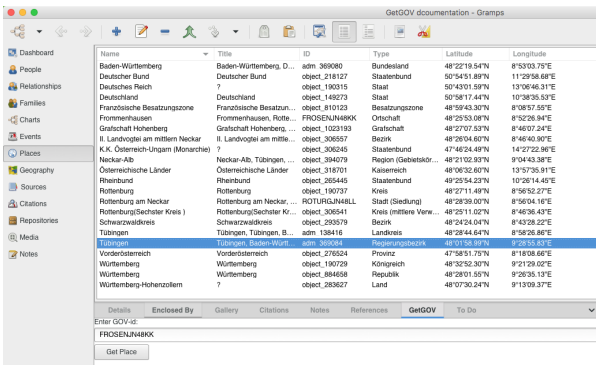 GetGOV dcoumentation - Gramps
Dashboard
People
Relationships
Families
Charts
Events
Places
Geography
Sources
Citations
Repositories
Media
Notes
Name Title ID Type Latitude Longitude
Baden-Württemberg Baden-Württemberg, D... adm_369080 Bundesland 48°22'19.54"N 8°53'03.75"E
Deutscher Bund Deutscher Bund object_218127 Staatenbund 50°54'51.89"N 11°29'58.68"E
Deutsches Reich ? object_190315 Staat 50°43'01.59"N 13°06'46.31"E
Deutschland Deutschland object_149273 Staat 50°58'17.44"N 10°38'35.53"E
Französische Besatzungszone Französische Besatzun... object_810123 Besatzungszone 48°59'43.30"N 8°08'57.55"E
Frommenhausen Frommenhausen, Rotte... FROSENJN48KK Ortschaft 48°25'53.08"N 8°52'26.94"E
Grafschaft Hohenberg Grafschaft Hohenberg, ... object_1023193 Grafschaft 48°27'07.53"N 8°46'07.24"E
II. Landvogtei am mittlern Neckar II. Landvogtei am mittle... object_306557 Bezirk 48°26'04.60"N 8°46'40.90"E
K.K. Österreich-Ungarn (Monarchie) ? object_306245 Staatenbund 47°46'24.49"N 14°27'22.96"E
Neckar-Alb Neckar-Alb, Tübingen, ... object_394079 Region (Gebietskör... 48°21'02.93"N 9°04'43.38"E
Österreichische Länder Österreichische Länder object_318701 Kaiserreich 48°06'32.60"N 13°57'35.91"E
Rheinbund Rheinbund object_265445 Staatenbund 49°25'54.23"N 10°26'14.45"E
Rottenburg Rottenburg object_190737 Kreis 48°27'11.49"N 8°56'52.27"E
Rottenburg am Neckar Rottenburg am Neckar, ... ROTURGJN48LL Stadt (Siedlung) 48°28'39.00"N 8°56'04.16"E
Rottenburg(Sechster Kreis ) Rottenburg(Sechster Kr... object_306541 Kreis (mittlere Verw... 48°25'11.02"N 8°46'36.43"E
Schwarzwaldkreis Schwarzwaldkreis object_293579 Bezirk 48°24'24.04"N 8°43'28.22"E
Tübingen Tübingen, Tübingen, B... adm_138416 Landkreis 48°28'44.64"N 8°58'26.86"E
Tübingen Tübingen, Baden-Württ... adm_369084 Regierungsbezirk 48°01'58.99"N 9°28'55.83"E
Vorderösterreich Vorderösterreich object_276524 Provinz 47°58'51.75"N 8°18'08.66"E
Württemberg Württemberg object_190729 Königreich 48°32'52.30"N 9°21'29.02"E
Württemberg Württemberg object_884658 Republik 48°28'01.55"N 9°26'35.13"E
Württemberg-Hohenzollern ? object_283627 Land 48°07'30.24"N 9°13'09.37"E
Details Enclosed By Gallery Citations Notes References GetGOV To Do
Enter GOV-id:
FROSENJN48KK
Get Place